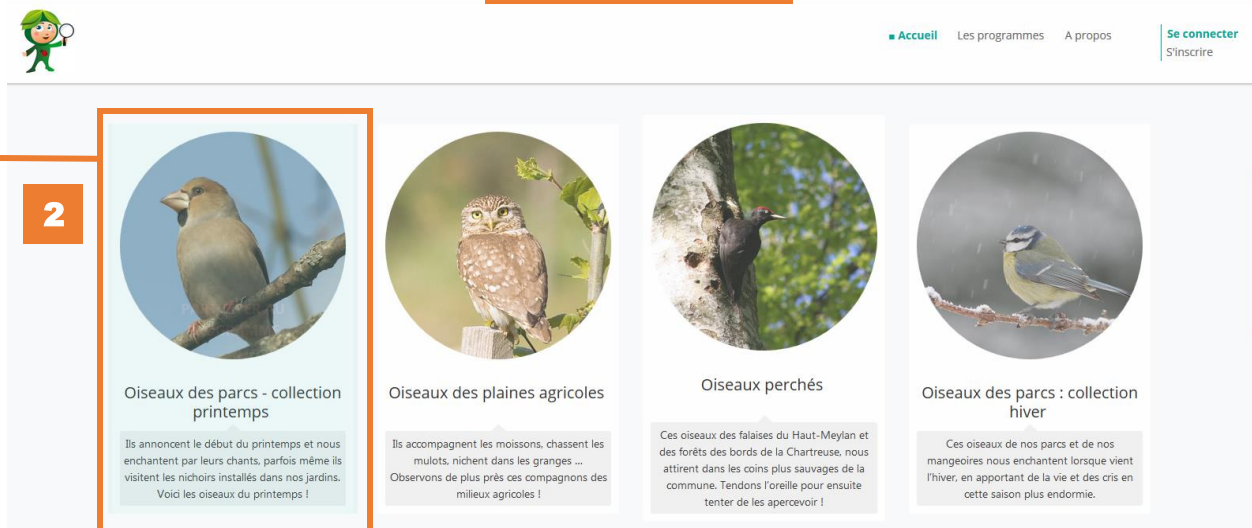 Accueil Les programmes A propos Se connecter
S'inscrire
2
Oiseaux des parcs - collection
printemps
Ils annoncent le début du printemps et nous
enchantent par leurs chants, parfois même ils
visitent les nichoirs installés dans nos jardins.
Voici les oiseaux du printemps !
Oiseaux des plaines agricoles
Ils accompagnent les moissons, chassent les
mulots, nichent dans les granges ...
Observons de plus près ces compagnons des
milieux agricoles !
Oiseaux perchés
Ces oiseaux des falaises du Haut-Meylan et
des forêts des bords de la Chartreuse, nous
attirent dans les coins plus sauvages de la
commune. Tendons l'oreille pour ensuite
tenter de les apercevoir !
Oiseaux des parcs : collection
hiver
Ces oiseaux de nos parcs et de nos
mangeoires nous enchantent lorsque vient
l'hiver, en apportant de la vie et des cris en
cette saison plus endormie.